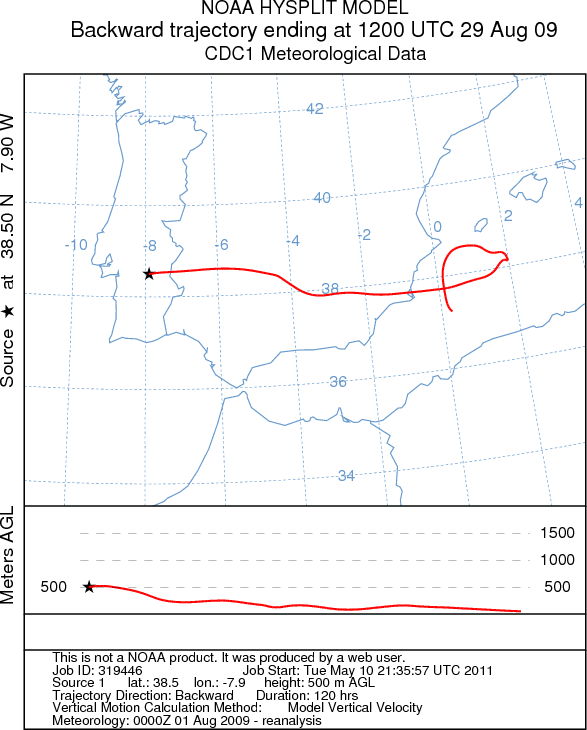 NOAA HYSPLIT MODEL
Backward trajectory ending at 1200 UTC 29 Aug 09
CDC1 Meteorological Data
Source ★ at 38.50 N 7.90 W
42
40
4
2
0
-2
-4
-6
-8
-10
38
36
34
Meters AGL
1500
1000
500
500
This is not a NOAA product. It was produced by a web user.
Job ID: 319446 Job Start: Tue May 10 21:35:57 UTC 2011
Source 1 lat.: 38.5 lon.: -7.9 height: 500 m AGL
Trajectory Direction: Backward Duration: 120 hrs
Vertical Motion Calculation Method: Model Vertical Velocity
Meteorology: 0000Z 01 Aug 2009 - reanalysis